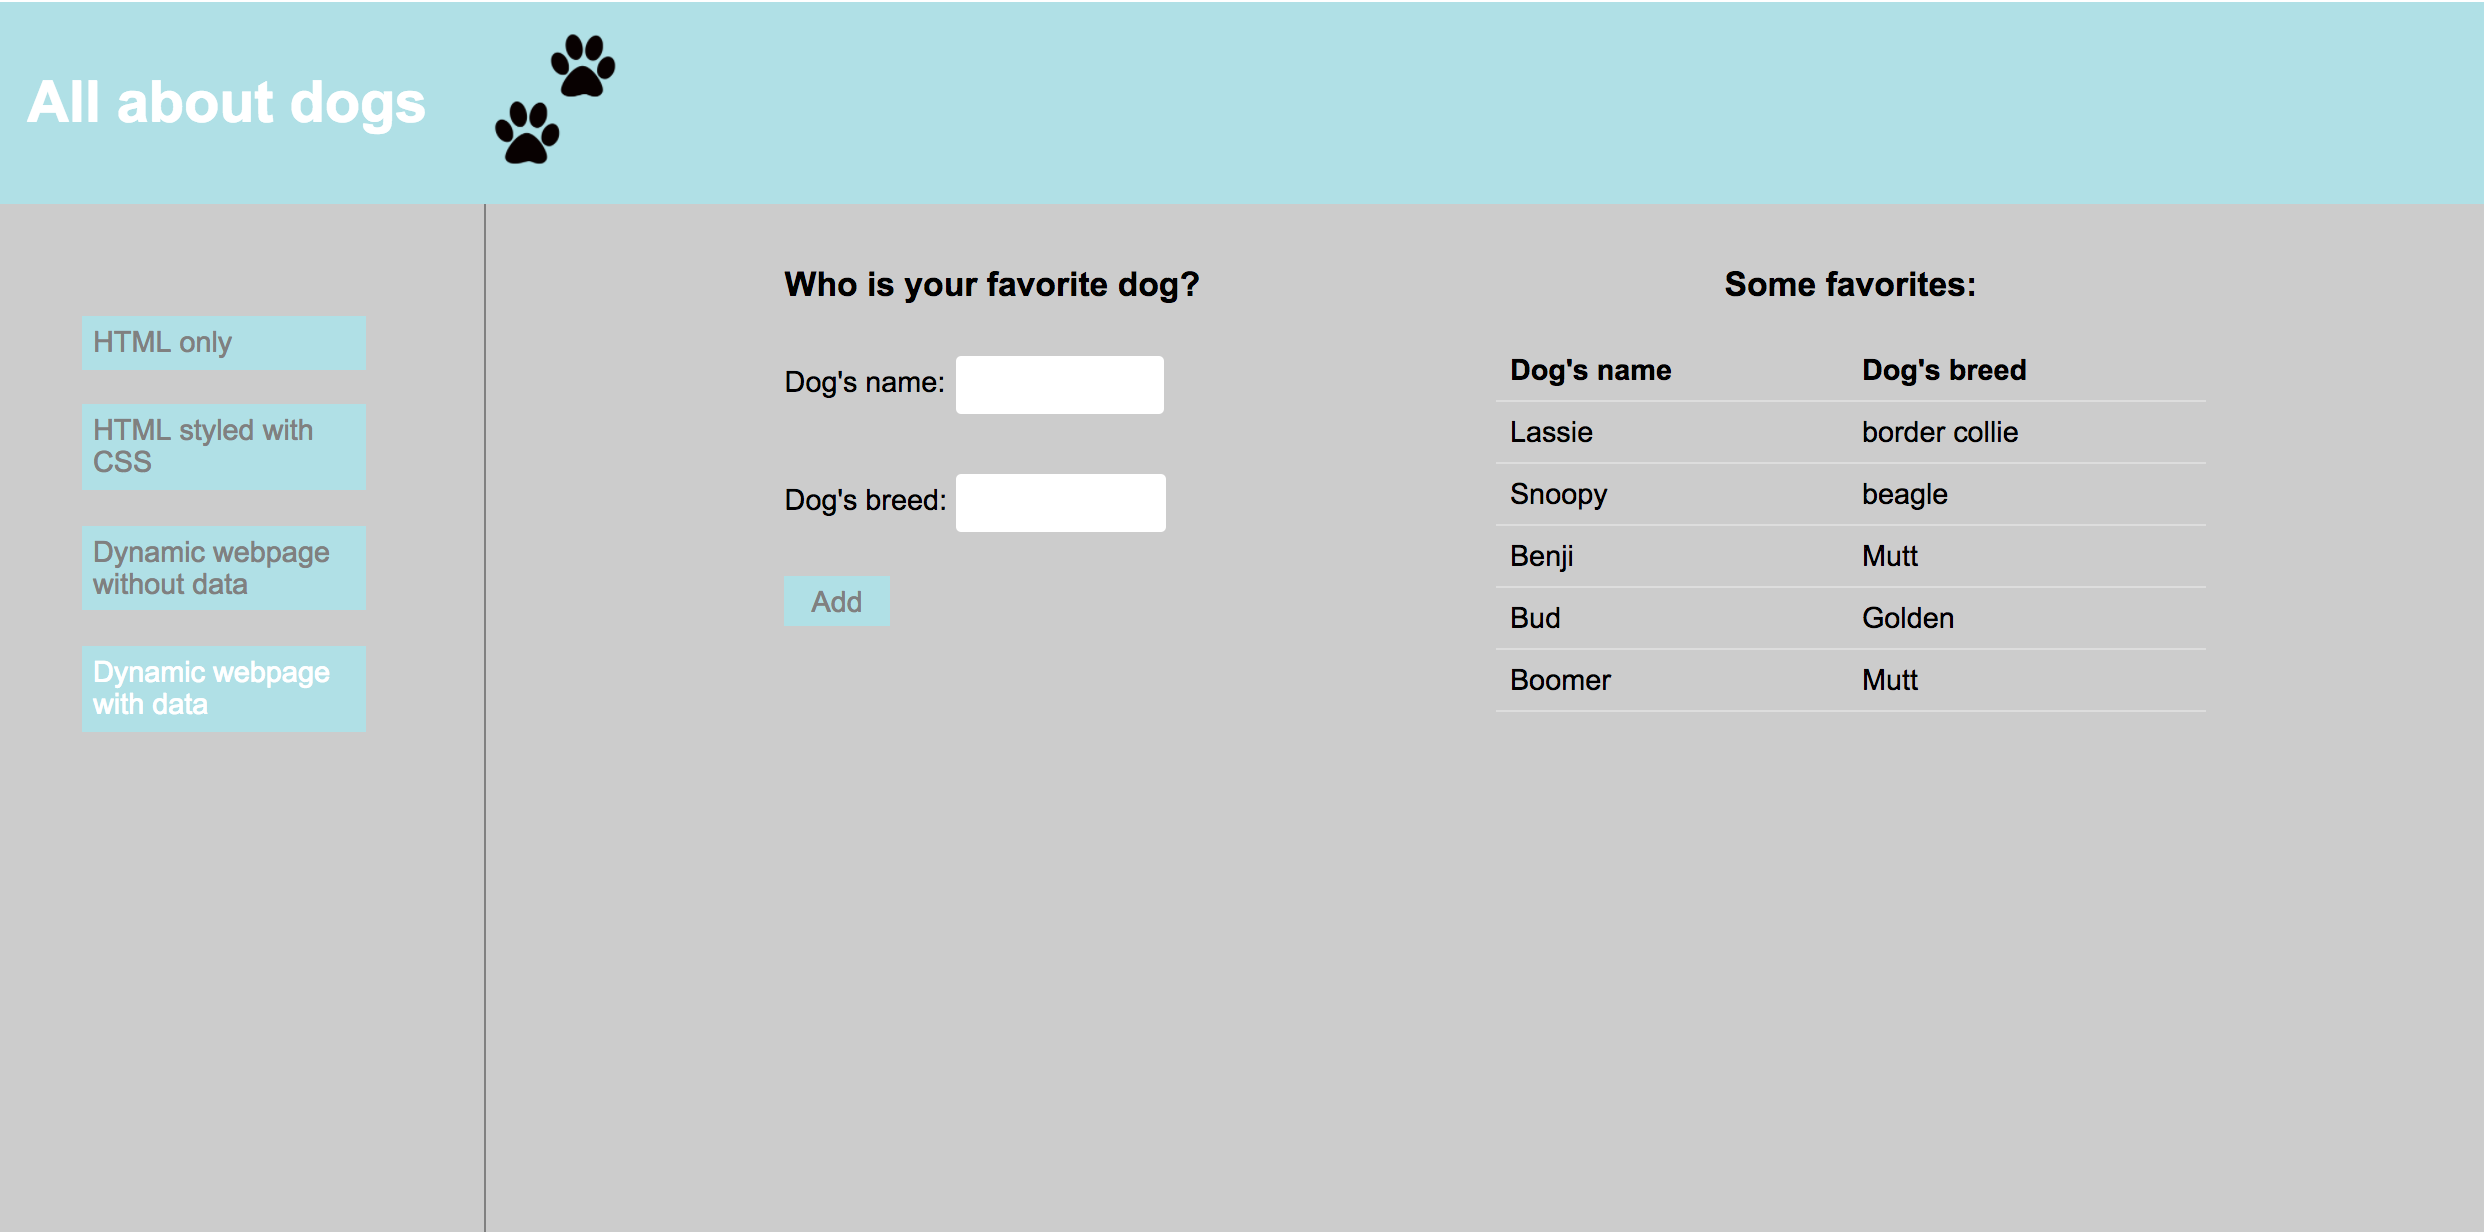 All about dogs
HTML only
HTML styled with
CSS
Dynamic webpage
without data
Dynamic webpage
with data
Who is your favorite dog?
Dog's name:
Dog's breed:
Add
Some favorites:
Dog's name Dog's breed
Lassie border collie
Snoopy beagle
Benji Mutt
Bud Golden
Boomer Mutt